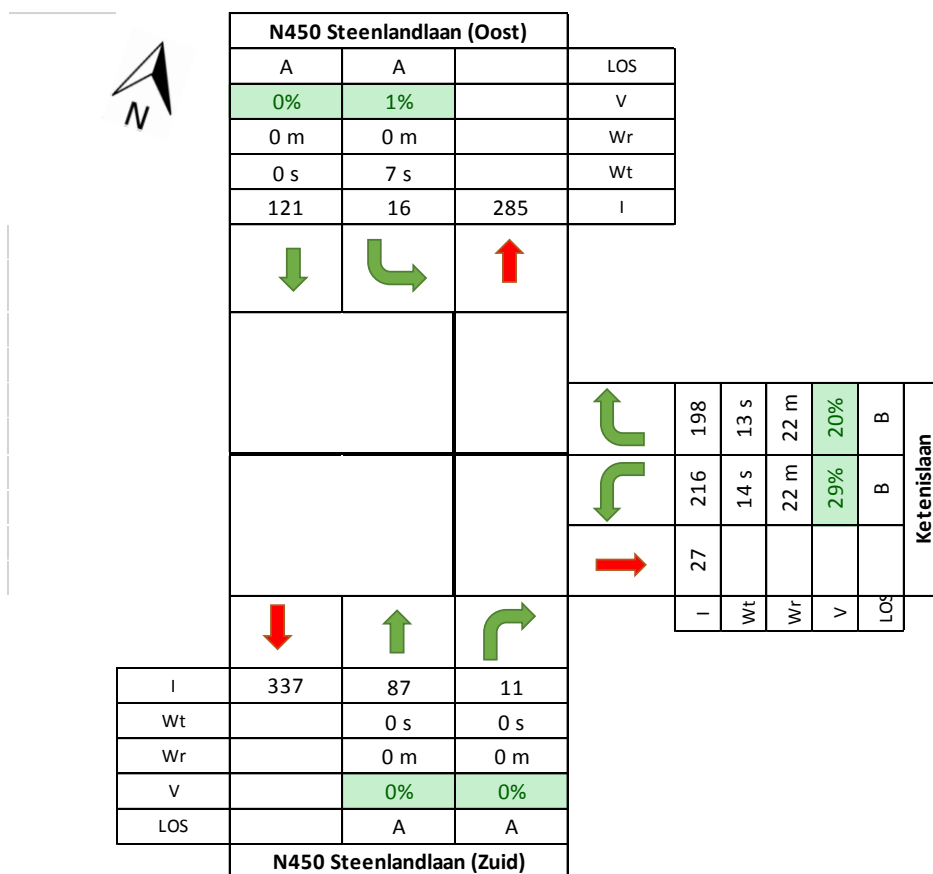 N450 Steenlandlaan (Oost)
A A LOS
0% 1% V
0 m 0 m Wr
0 s 7 s Wt
121 16 285 I
N
198 13 s 22 m 20% B
216 14 s 22 m 29% B
27
I Wt Wr V LOS
Ketenislaan
I 337 87 11
Wt 0 s 0 s
Wr 0 m 0 m
V 0% 0%
LOS A A
N450 Steenlandlaan (Zuid)